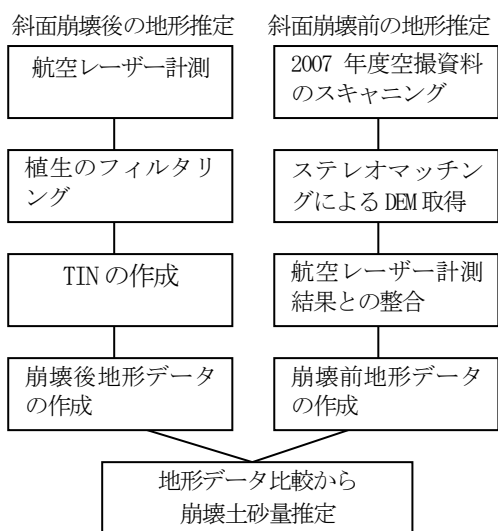 斜面崩壊後の地形推定
航空レーザー計測
植生のフィルタリ
ング
TINの作成
崩壊後地形データ
の作成
斜面崩壊前の地形推定
2007 年度空撮資料
のスキャニング
ステレオマッチン
グによる DEM 取得
航空レーザー計測
結果との整合
崩壊前地形データ
の作成
地形データ比較から
崩壊土砂量推定